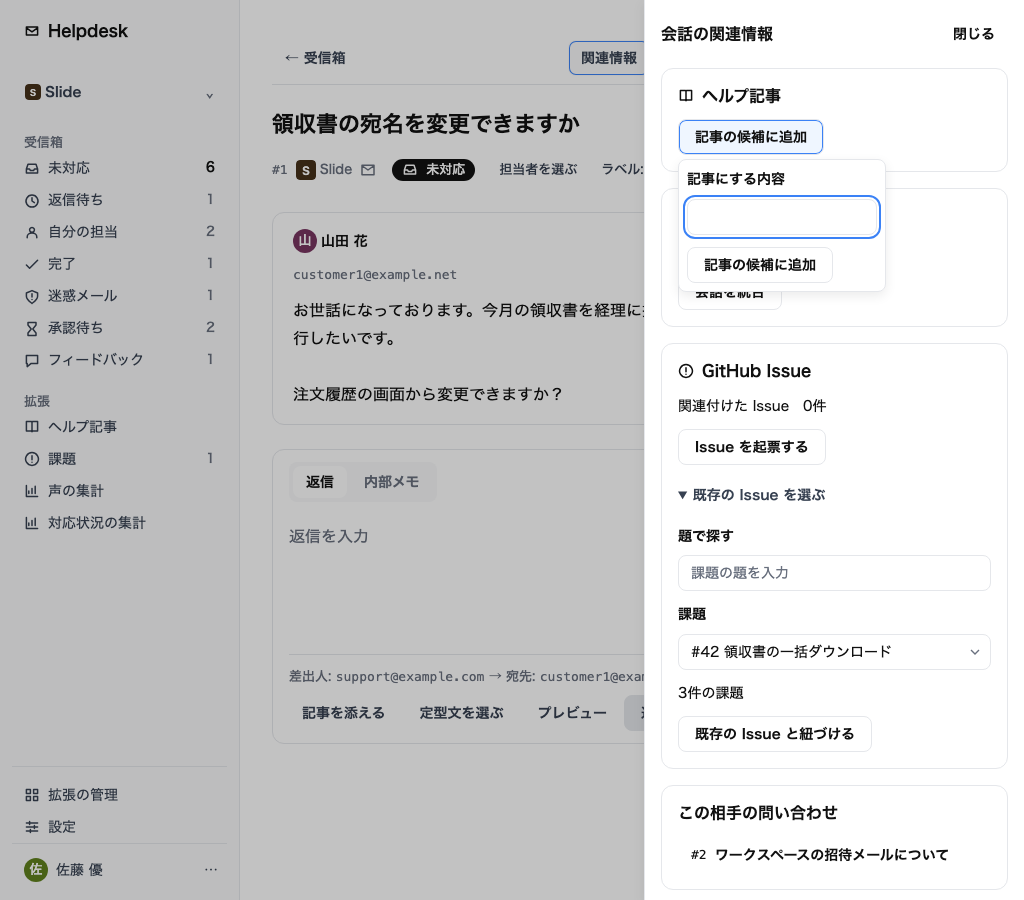 Helpdesk
S Slide
受信箱
未対応 6
返信待ち 1
自分の担当 2
完了 1
迷惑メール 1
承認待ち 2
フィードバック 1
拡張
ヘルプ記事
課題 1
声の集計
対応状況の集計
拡張の管理
設定
佐 佐藤 優 …
← 受信箱
関連情報
領収書の宛名を変更できますか
#1 S Slide 未対応 担当者を選ぶ ラベル:
山 山田 花
customer1@example.net
お世話になっております。今月の領収書を経理に
行したいです。
注文履歴の画面から変更できますか？
返信 内部メモ
返信を入力
差出人: support@example.com → 宛先: customer1@exam
記事を添える 定型文を選ぶ プレビュー
会話の関連情報 閉じる
ヘルプ記事
記事の候補に追加
記事にする内容
記事の候補に追加
会話を統合
GitHub Issue
関連付けた Issue 0件
Issue を起票する
▼ 既存の Issue を選ぶ
題で探す
課題の題を入力
課題
#42 領収書の一括ダウンロード
3件の課題
既存の Issue と紐づける
この相手の問い合わせ
#2 ワークスペースの招待メールについて